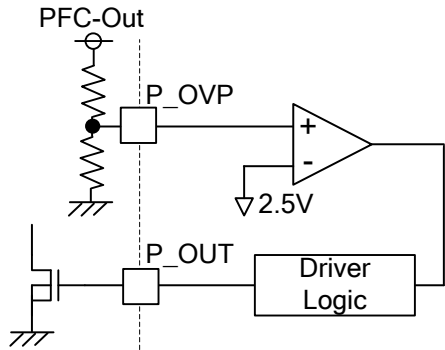 PFC-Out
P_OVP
+
-
2.5V
P_OUT
Driver
Logic